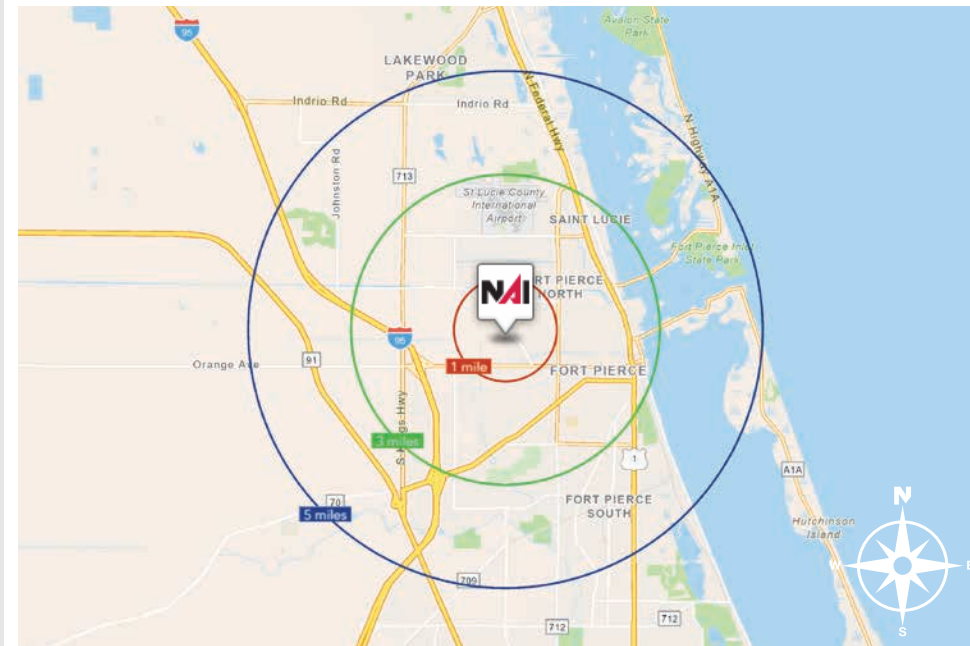 Avalon State
Park
95
LAKEWOOD
PARK
N Federal Hwy
Indrio Rd
Indrio Rd
N Highway A1A
Johnston Rd
713
St Lucie County
International
Airport
SAINT LUCIE
Fort Pierce Inlet
State Park
RT PIERCE
NORTH
NAI
95
91
Orange Ave
1 mile
FORT PIERCE
S Kings Hwy
3 miles
1
A1A
70
5 miles
FORT PIERCE
SOUTH
N
Hutchinson
Island
W
E
709
712
712
S